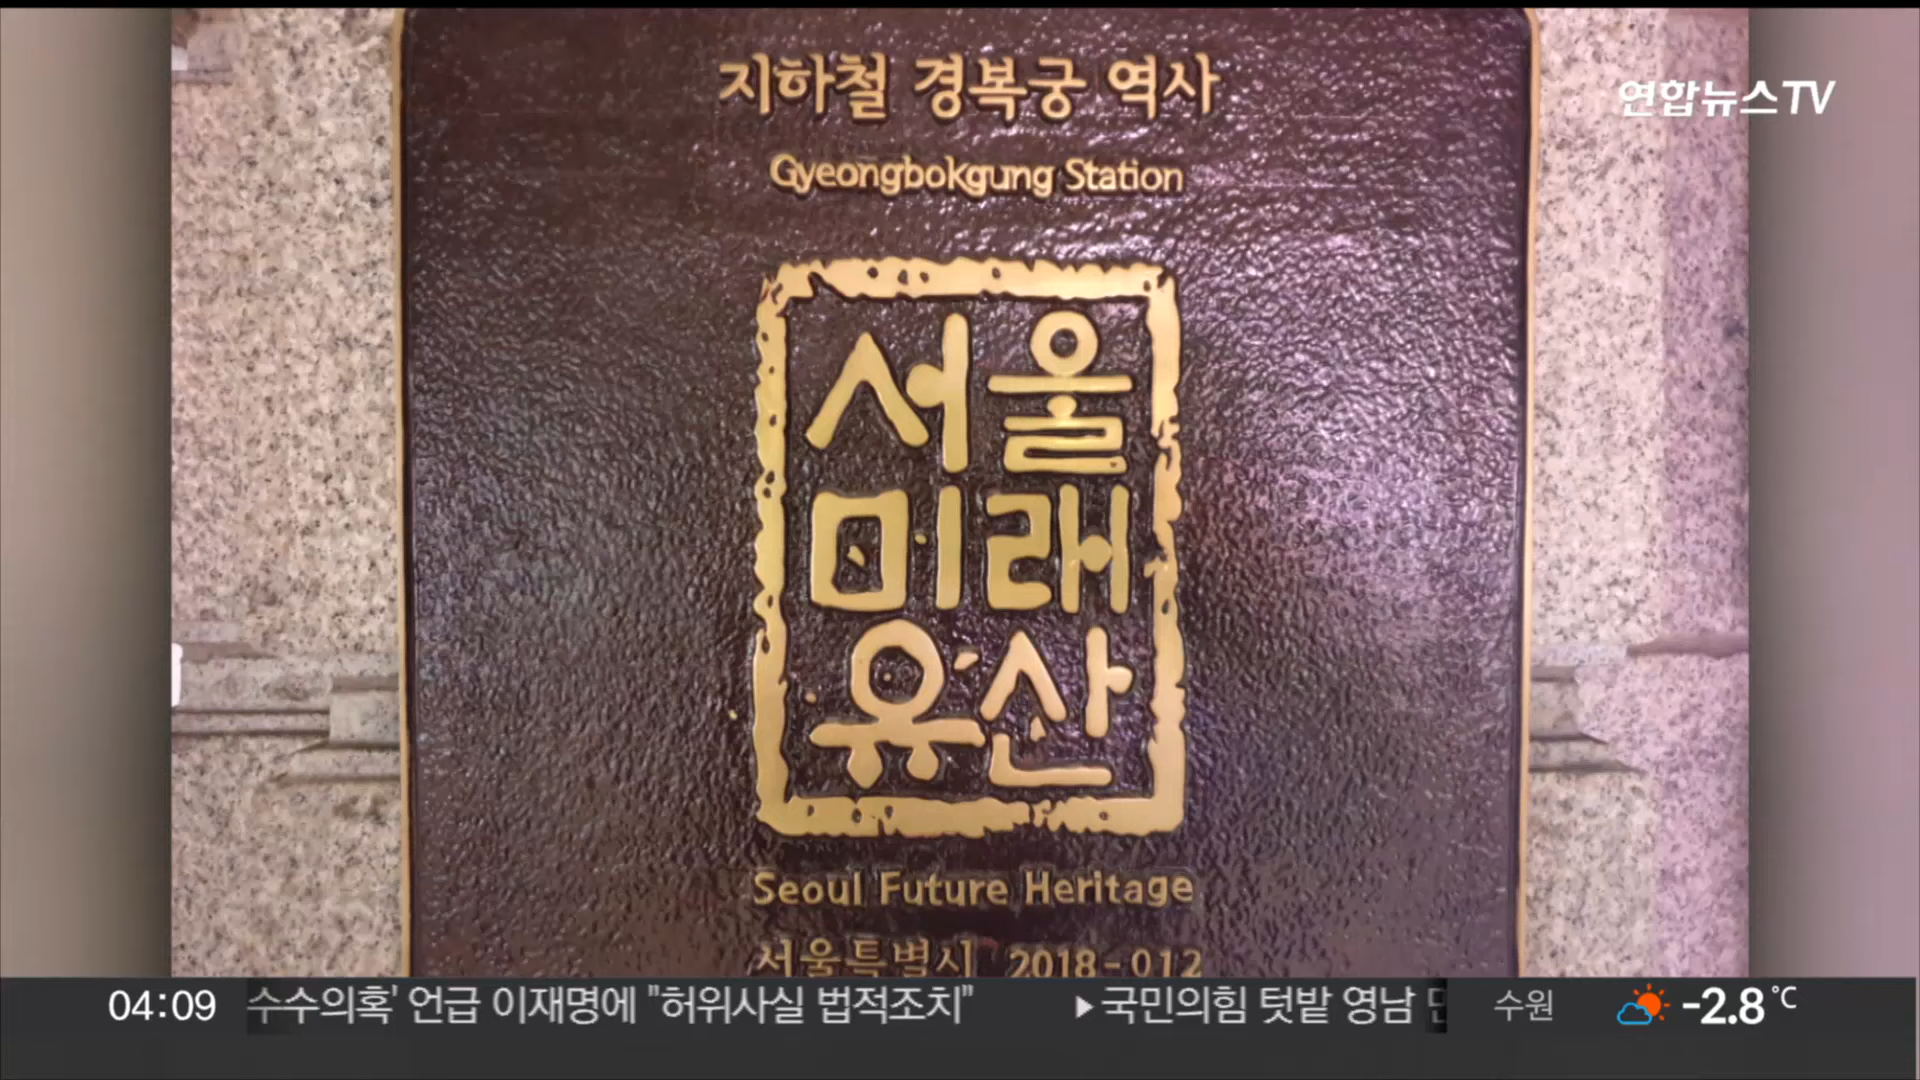 지하철 경복궁 역사
연합뉴스TV
Gyeongbokgung Station
서울
미래
유산
Seoul Future Heritage
서울특별시 2018-012
04:09 수수의혹' 언급 이재명에 "허위사실 법적조치" ▶국민의힘 텃밭 영남 수원 -2.8℃